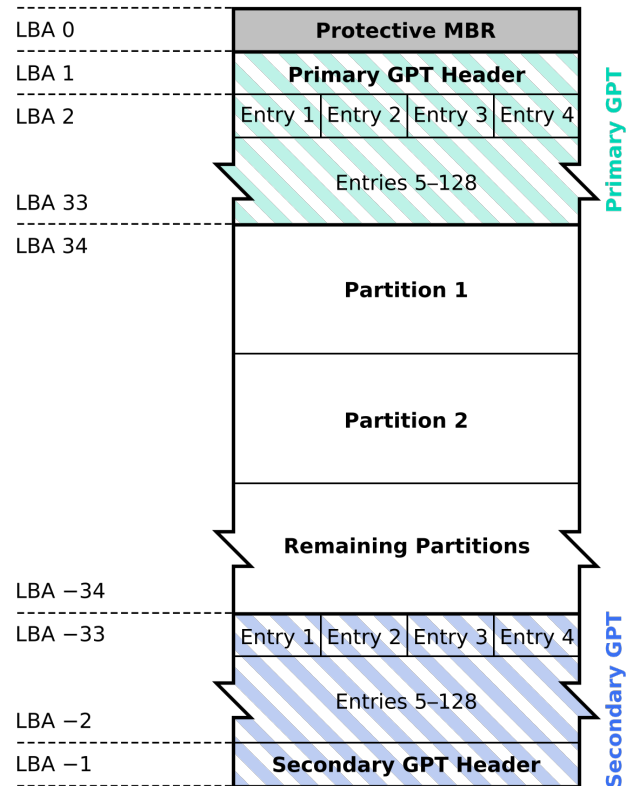 LBA 0
Protective MBR
LBA 1
Primary GPT Header
LBA 2
Entry 1 Entry 2 Entry 3 Entry 4
Entries 5–128
LBA 33
Primary GPT
LBA 34
Partition 1
Partition 2
Remaining Partitions
LBA −34
LBA −33
Entry 1 Entry 2 Entry 3 Entry 4
Entries 5–128
LBA −2
LBA −1
Secondary GPT Header
Secondary GPT